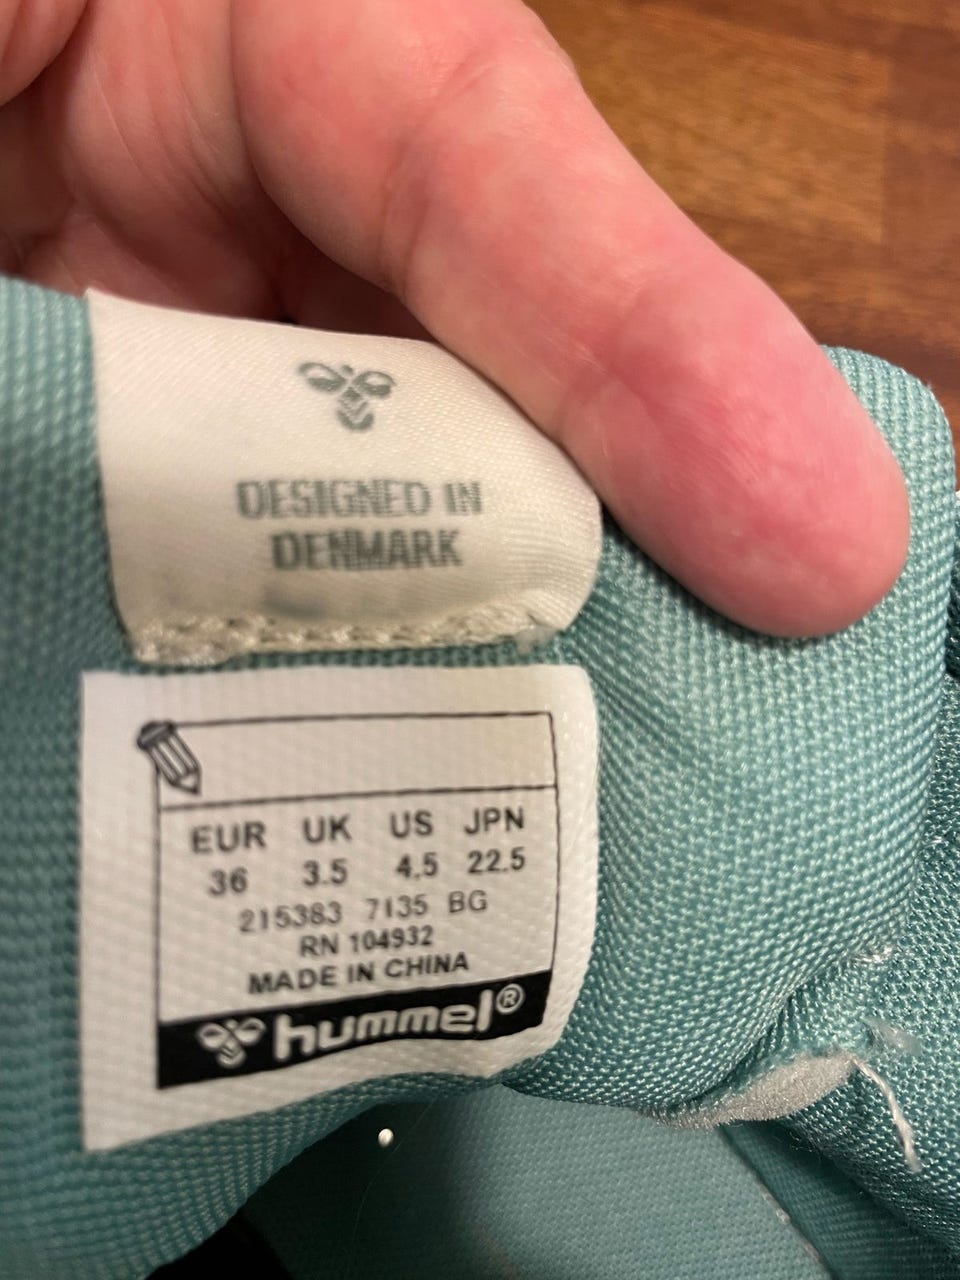 DESIGNED IN
DENMARK
EUR UK US JPN
36 3.5 4.5 22.5
215383 7135 BG
RN 104932
MADE IN CHINA
hummel®